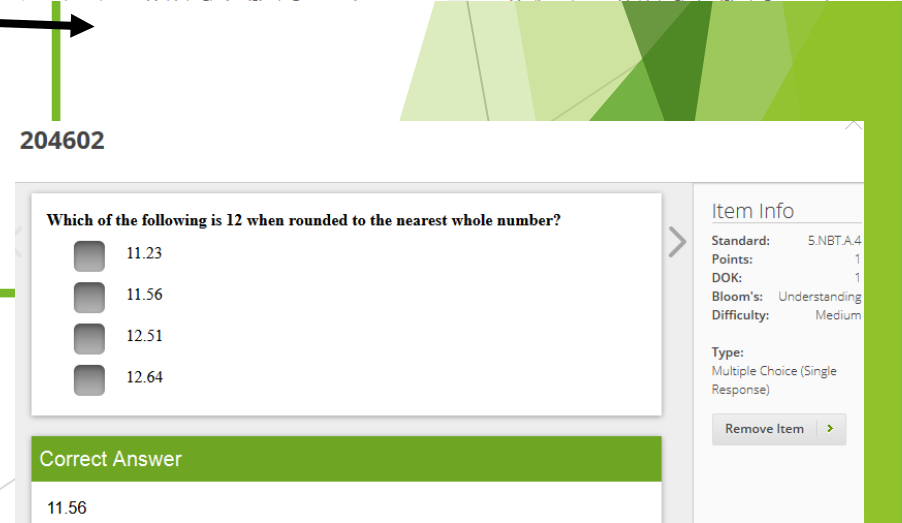 204602
Which of the following is 12 when rounded to the nearest whole number?
11.23
11.56
12.51
12.64
Correct Answer
11.56
Item Info
Standard: 5.NBT.A.4
Points: 1
DOK: 1
Bloom's: Understanding
Difficulty: Medium
Type:
Multiple Choice (Single
Response)
Remove Item